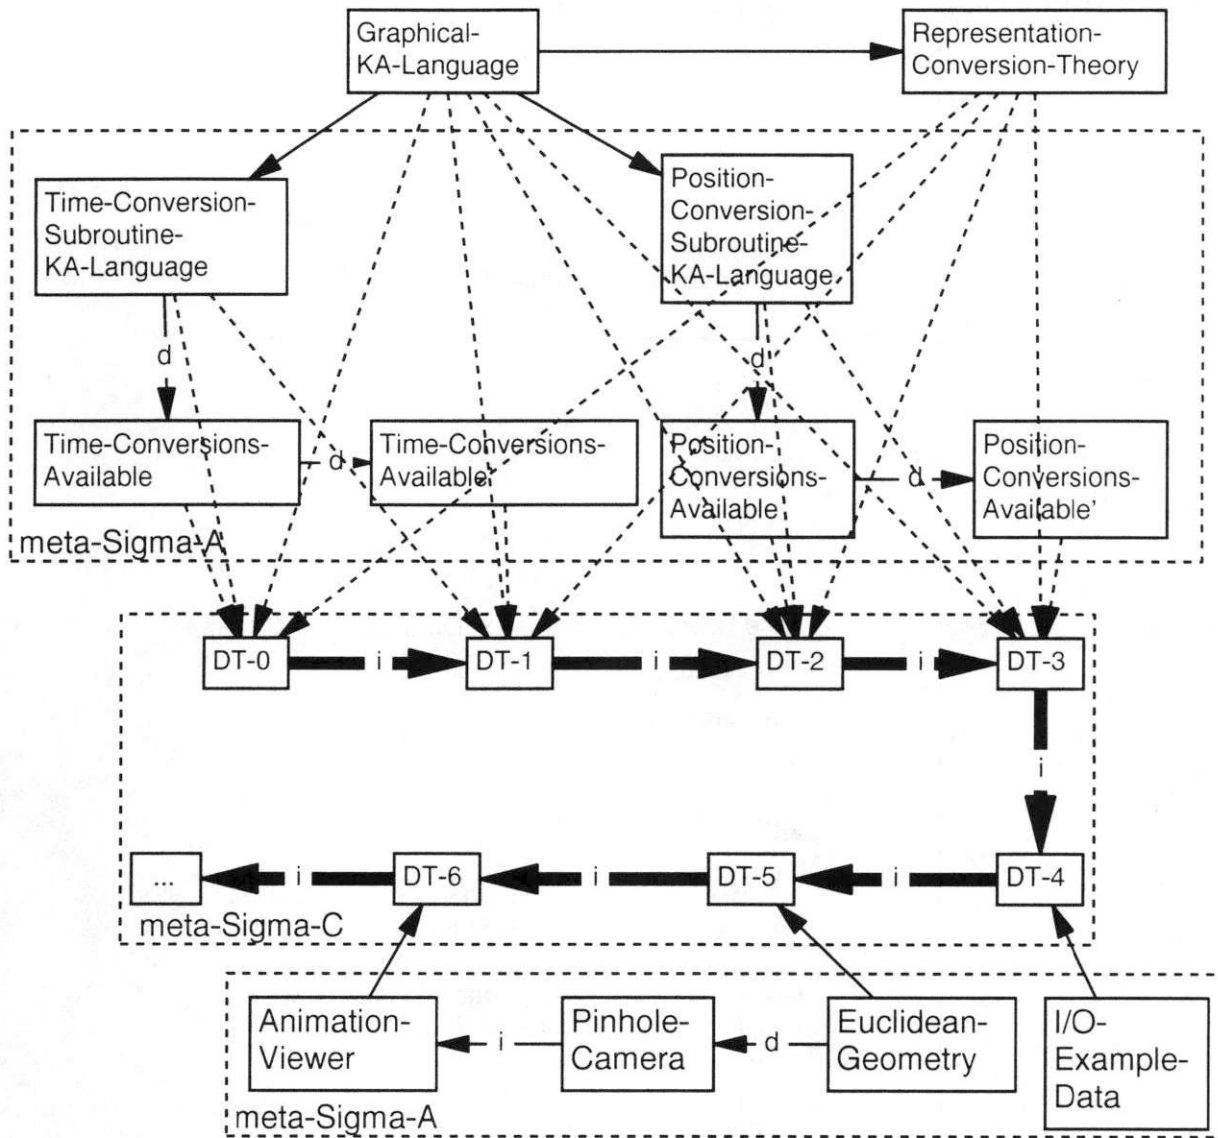 Graphical-
KA-Language
Representation-
Conversion-Theory
Time-Conversion-
Subroutine-
KA-Language
Position-
Conversion-
Subroutine-
KA-Language
d
d
Time-Conversions-
Available
d
Time-Conversions-
Available'
Position-
Conversions-
Available
d
Position-
Conversions-
Available'
meta-Sigma-A
DT-0
i
DT-1
i
DT-2
i
DT-3
i
...
i
DT-6
i
DT-5
i
DT-4
meta-Sigma-C
Animation-
Viewer
i
Pinhole-
Camera
d
Euclidean-
Geometry
I/O-
Example-
Data
meta-Sigma-A